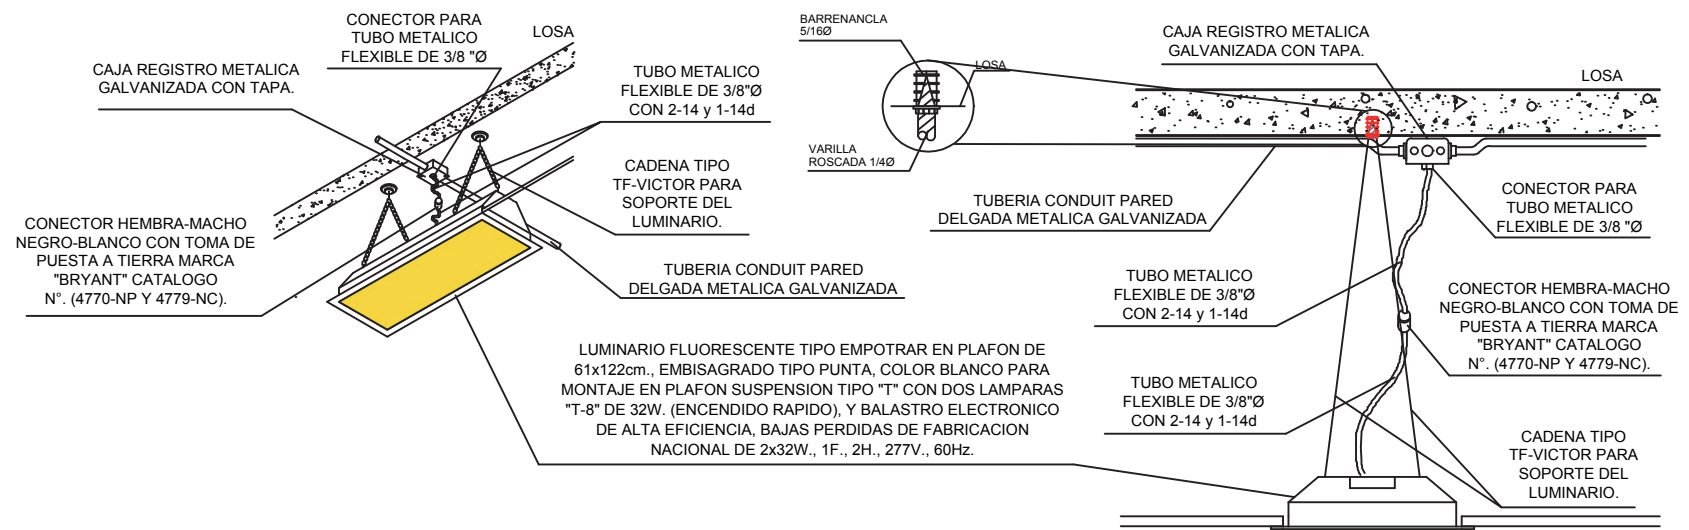 CONECTOR PARA
TUBO METALICO
FLEXIBLE DE 3/8 "Ø
LOSA
CAJA REGISTRO METALICA
GALVANIZADA CON TAPA.
TUBO METALICO
FLEXIBLE DE 3/8"Ø
CON 2-14 y 1-14d
CADENA TIPO
TF-VICTOR PARA
SOPORTE DEL
LUMINARIO.
CONECTOR HEMBRA-MACHO
NEGRO-BLANCO CON TOMA DE
PUESTA A TIERRA MARCA
"BRYANT" CATALOGO
N°. (4770-NP Y 4779-NC).
TUBERIA CONDUIT PARED
DELGADA METALICA GALVANIZADA
LUMINARIO FLUORESCENTE TIPO EMPOTRAR EN PLAFON DE
61x122cm., EMBISAGRADO TIPO PUNTA, COLOR BLANCO PARA
MONTAJE EN PLAFON SUSPENSION TIPO "T" CON DOS LAMPARAS
"T-8" DE 32W. (ENCENDIDO RAPIDO), Y BALASTRO ELECTRONICO
DE ALTA EFICIENCIA, BAJAS PERDIDAS DE FABRICACION
NACIONAL DE 2x32W., 1F., 2H., 277V., 60Hz.
BARRENANCLA
5/16Ø
LOSA
VARILLA
ROSCADA 1/4Ø
CAJA REGISTRO METALICA
GALVANIZADA CON TAPA.
LOSA
TUBERIA CONDUIT PARED
DELGADA METALICA GALVANIZADA
CONECTOR PARA
TUBO METALICO
FLEXIBLE DE 3/8 "Ø
TUBO METALICO
FLEXIBLE DE 3/8"Ø
CON 2-14 y 1-14d
CONECTOR HEMBRA-MACHO
NEGRO-BLANCO CON TOMA DE
PUESTA A TIERRA MARCA
"BRYANT" CATALOGO
N°. (4770-NP Y 4779-NC).
TUBO METALICO
FLEXIBLE DE 3/8"Ø
CON 2-14 y 1-14d
CADENA TIPO
TF-VICTOR PARA
SOPORTE DEL
LUMINARIO.